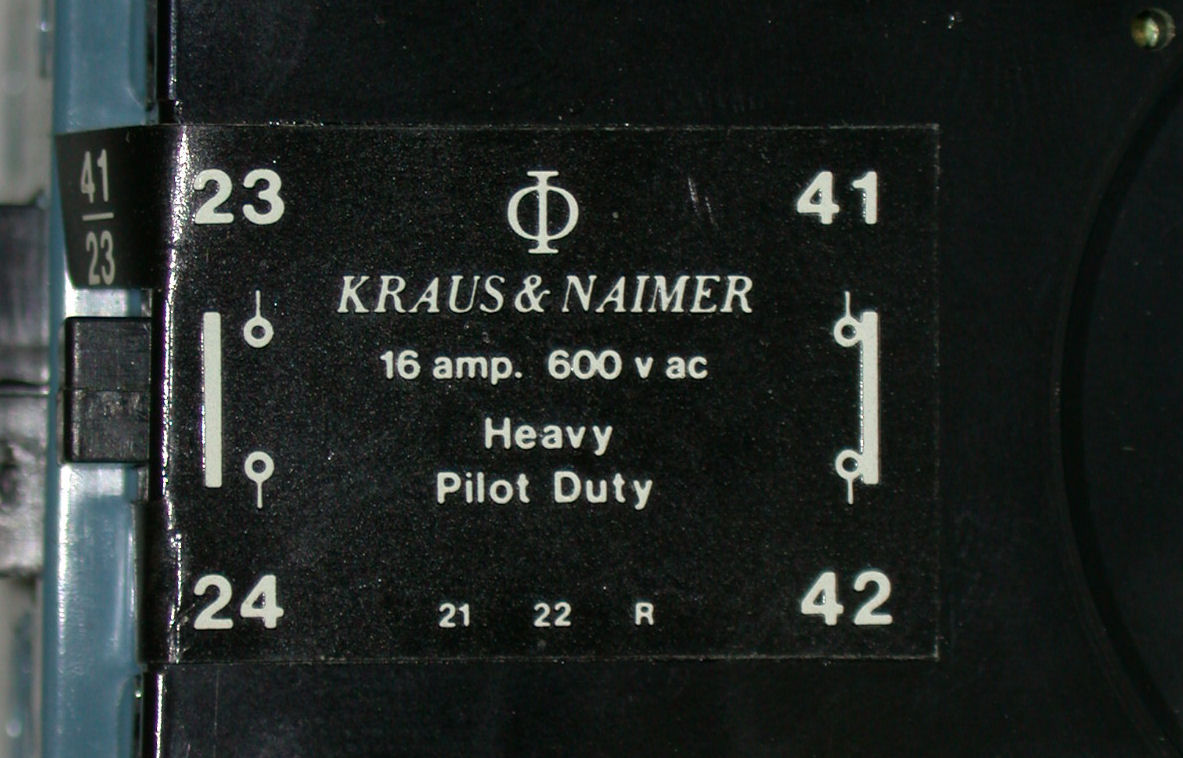 41
23
23 41
KRAUS & NAIMER
16 amp. 600 v ac
Heavy
Pilot Duty
24 42
21 22 R